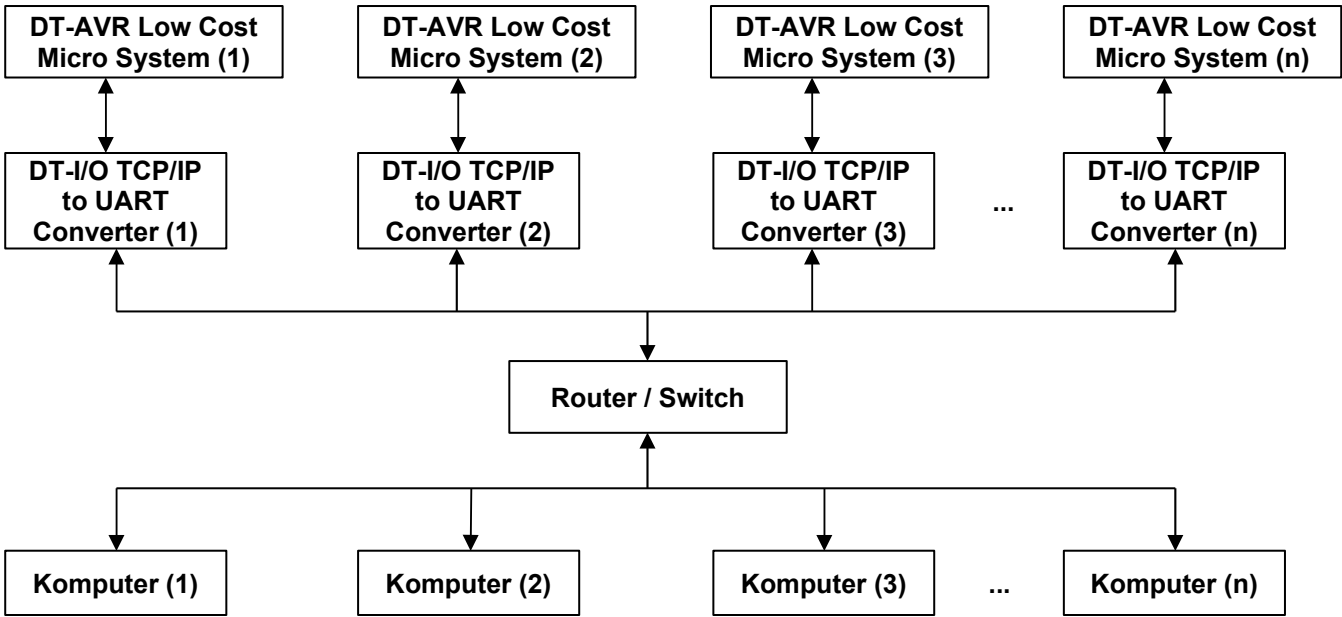 DT-AVR Low Cost
Micro System (1)
DT-AVR Low Cost
Micro System (2)
DT-AVR Low Cost
Micro System (3)
DT-AVR Low Cost
Micro System (n)
DT-I/O TCP/IP
to UART
Converter (1)
DT-I/O TCP/IP
to UART
Converter (2)
DT-I/O TCP/IP
to UART
Converter (3)
...
DT-I/O TCP/IP
to UART
Converter (n)
Router / Switch
Komputer (1)
Komputer (2)
Komputer (3)
...
Komputer (n)